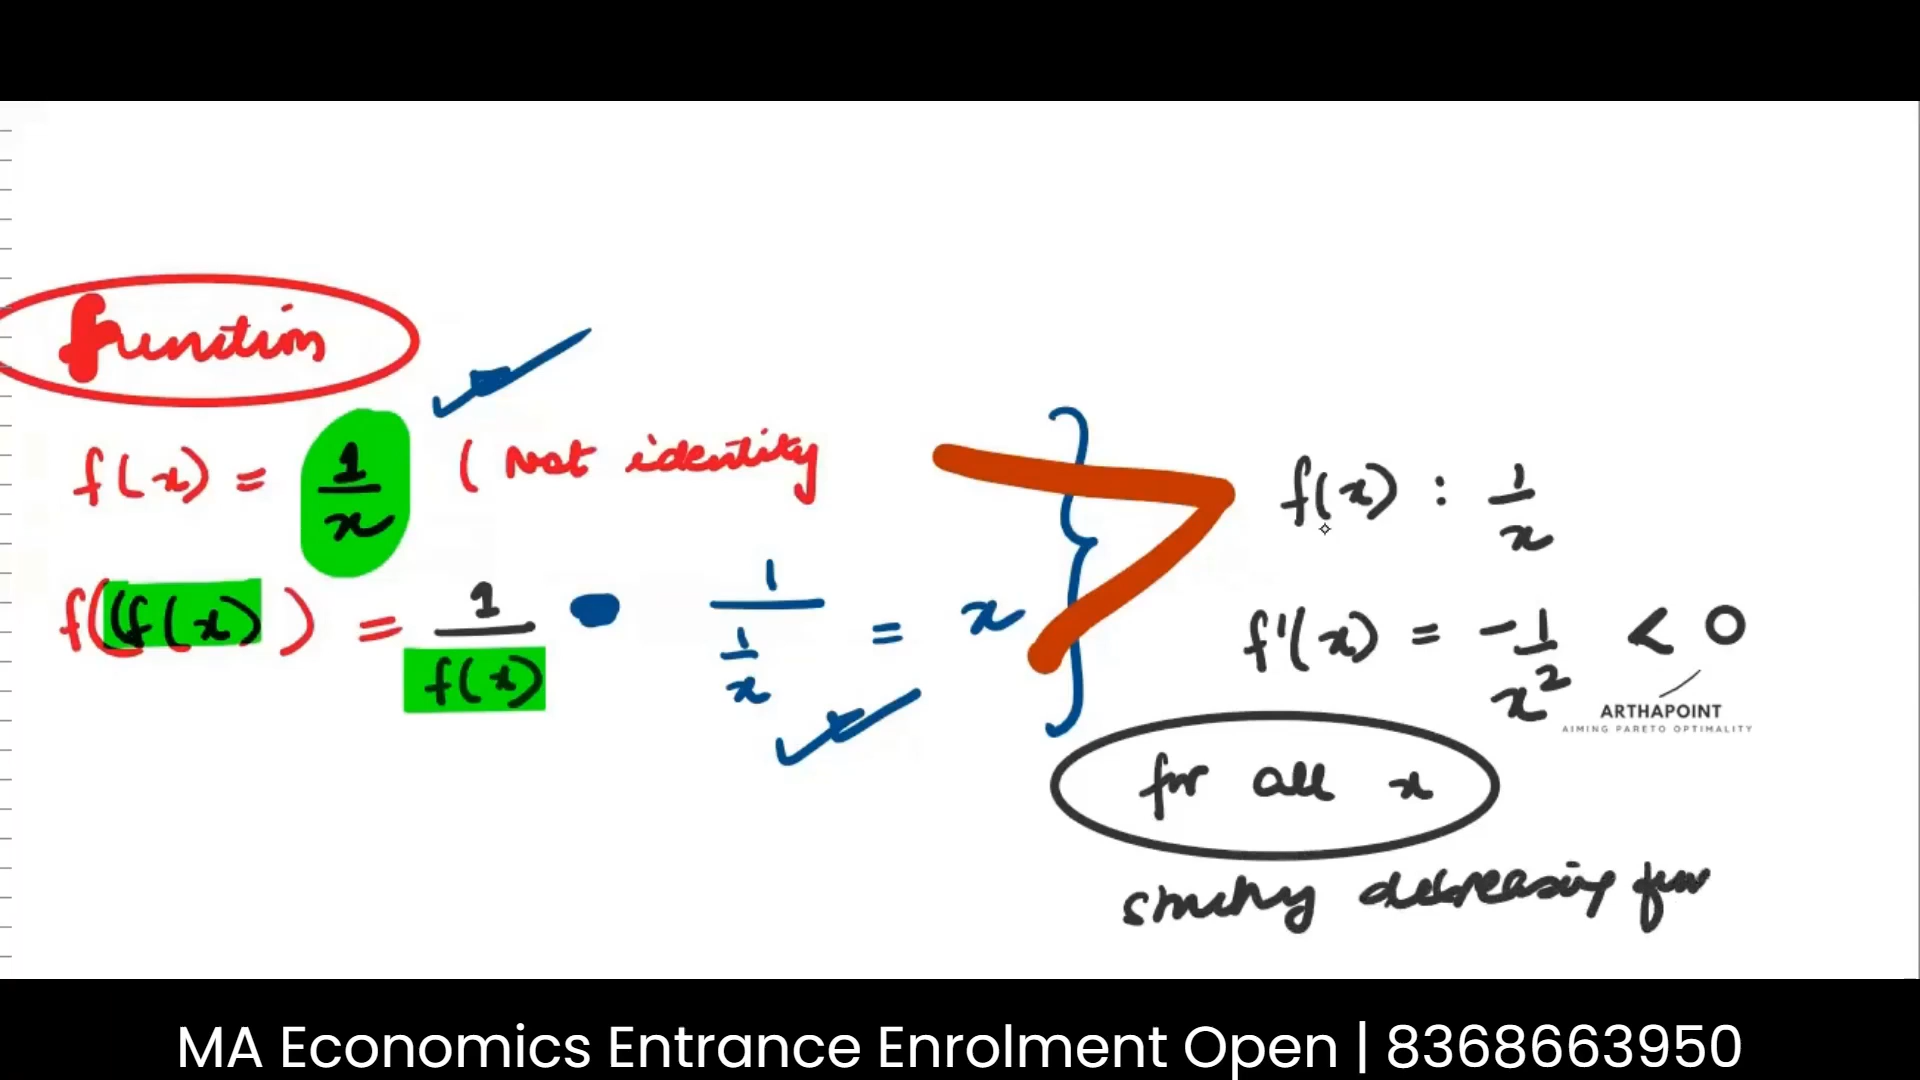 function
f(x) = 1/x ( Not identity
f((f(x)) = 1/f(x) 1/(1/x) = x
f(x) : 1/x
f'(x) = -1/x² < 0
ARTHAPOINT
AIMING PARETO OPTIMALITY
for all x
strictly decreasing fun
MA Economics Entrance Enrolment Open | 8368663950